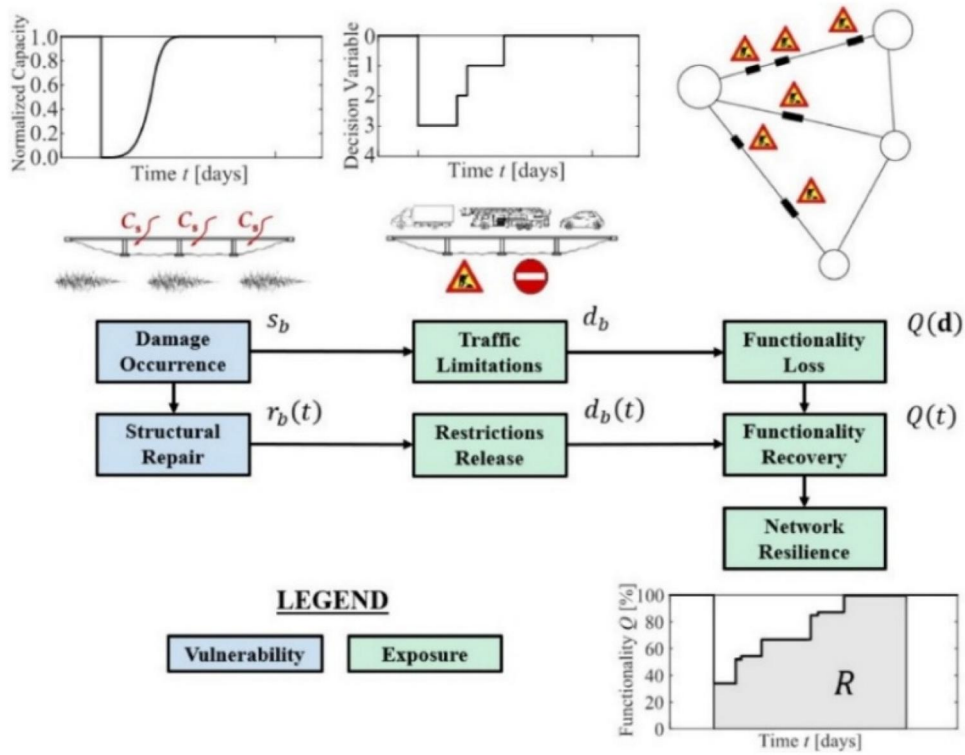 Normalized Capacity
1.0
0.8
0.6
0.4
0.2
0.0
Time t [days]
Decision Variable
0
1
2
3
4
Time t [days]
Cs
Cs
Cs
Damage
Occurrence
s_b
Traffic
Limitations
d_b
Functionality
Loss
Q(d)
Structural
Repair
r_b(t)
Restrictions
Release
d_b(t)
Functionality
Recovery
Q(t)
Network
Resilience
LEGEND
Vulnerability
Exposure
Functionality Q [%]
100
80
60
40
20
0
R
Time t [days]